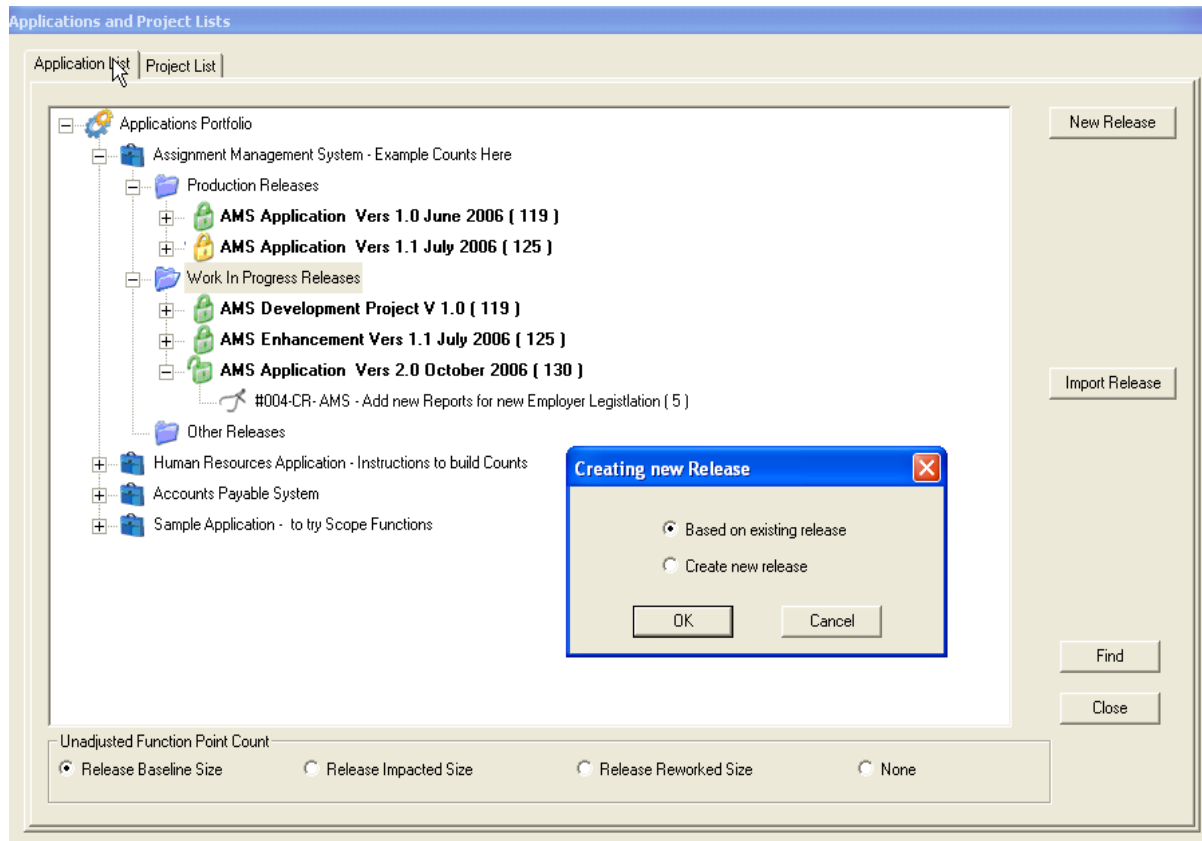 Applications and Project Lists
Application List
Project List
Applications Portfolio
New Release
Assignment Management System - Example Counts Here
Production Releases
AMS Application Vers 1.0 June 2006 ( 119 )
AMS Application Vers 1.1 July 2006 ( 125 )
Work In Progress Releases
AMS Development Project V 1.0 ( 119 )
AMS Enhancement Vers 1.1 July 2006 ( 125 )
AMS Application Vers 2.0 October 2006 ( 130 )
Import Release
#004-CR- AMS - Add new Reports for new Employer Legistlation ( 5 )
Other Releases
Human Resources Application - Instructions to build Counts
Accounts Payable System
Sample Application - to try Scope Functions
Creating new Release
Based on existing release
Create new release
OK
Cancel
Find
Close
Unadjusted Function Point Count
Release Baseline Size
Release Impacted Size
Release Reworked Size
None